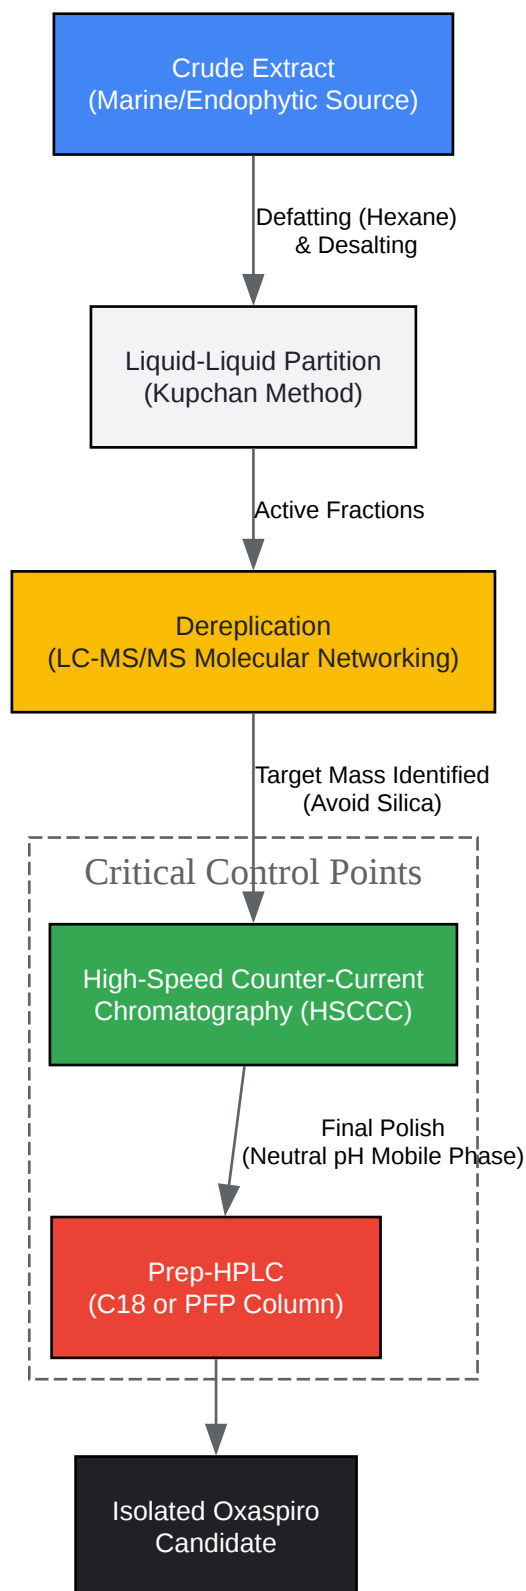 Crude Extract
(Marine/Endophytic Source)
Defatting (Hexane)
& Desalting
Liquid-Liquid Partition
(Kupchan Method)
Active Fractions
Dereplication
(LC-MS/MS Molecular Networking)
Target Mass Identified
(Avoid Silica)
Critical Control Points
High-Speed Counter-Current
Chromatography (HSCCC)
Final Polish
(Neutral pH Mobile Phase)
Prep-HPLC
(C18 or PFP Column)
Isolated Oxaspiro
Candidate